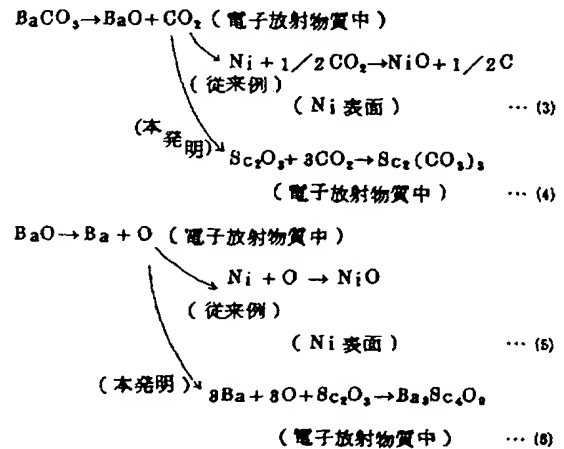 BaCO₃→BaO+CO₂(電子放射物質中)
Ni+1/2CO₂→NiO+1/2C
(従来例)
(Ni表面) … (3)
(本発明)
Sc₂O₃+3CO₂→Sc₂(CO₃)₃
(電子放射物質中) … (4)
BaO→Ba+O(電子放射物質中)
Ni+O→NiO
(従来例)
(Ni表面) … (5)
(本発明) 3Ba+3O+Sc₂O₃→Ba₃Sc₄O₉
(電子放射物質中) … (6)